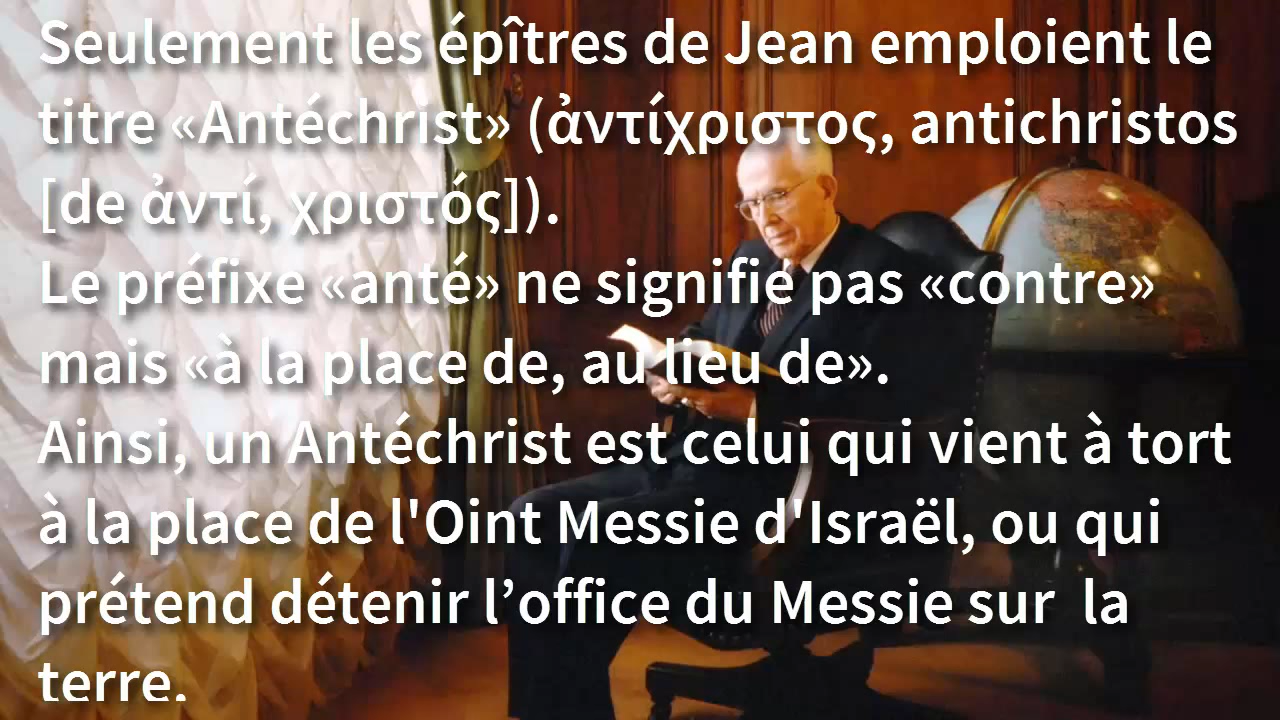 Seulement les épîtres de Jean emploient le
titre «Antéchrist» (ἀντίχριστος, antichristos
[de ἀντί, χριστός]).
Le préfixe «anté» ne signifie pas «contre»
mais «à la place de, au lieu de».
Ainsi, un Antéchrist est celui qui vient à tort
à la place de l'Oint Messie d'Israël, ou qui
prétend détenir l’office du Messie sur  la
terre.